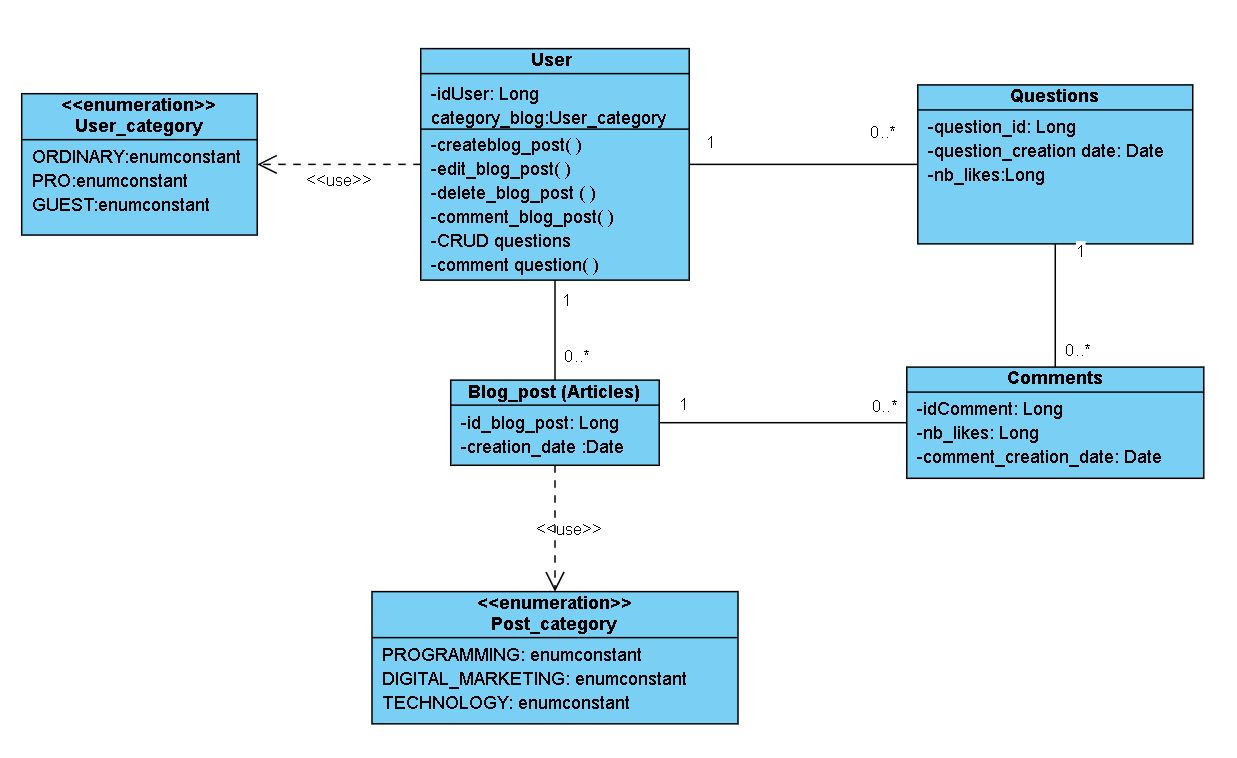 User
-idUser: Long
category_blog:User_category
-createblog_post( )
-edit_blog_post( )
-delete_blog_post ( )
-comment_blog_post( )
-CRUD questions
-comment question( )
<<enumeration>>
User_category
ORDINARY:enumconstant
PRO:enumconstant
GUEST:enumconstant
<<use>>
1
0..*
Questions
-question_id: Long
-question_creation date: Date
-nb_likes:Long
1
0..*
1
0..*
Blog_post (Articles)
-id_blog_post: Long
-creation_date :Date
1
0..*
Comments
-idComment: Long
-nb_likes: Long
-comment_creation_date: Date
<<use>>
<<enumeration>>
Post_category
PROGRAMMING: enumconstant
DIGITAL_MARKETING: enumconstant
TECHNOLOGY: enumconstant